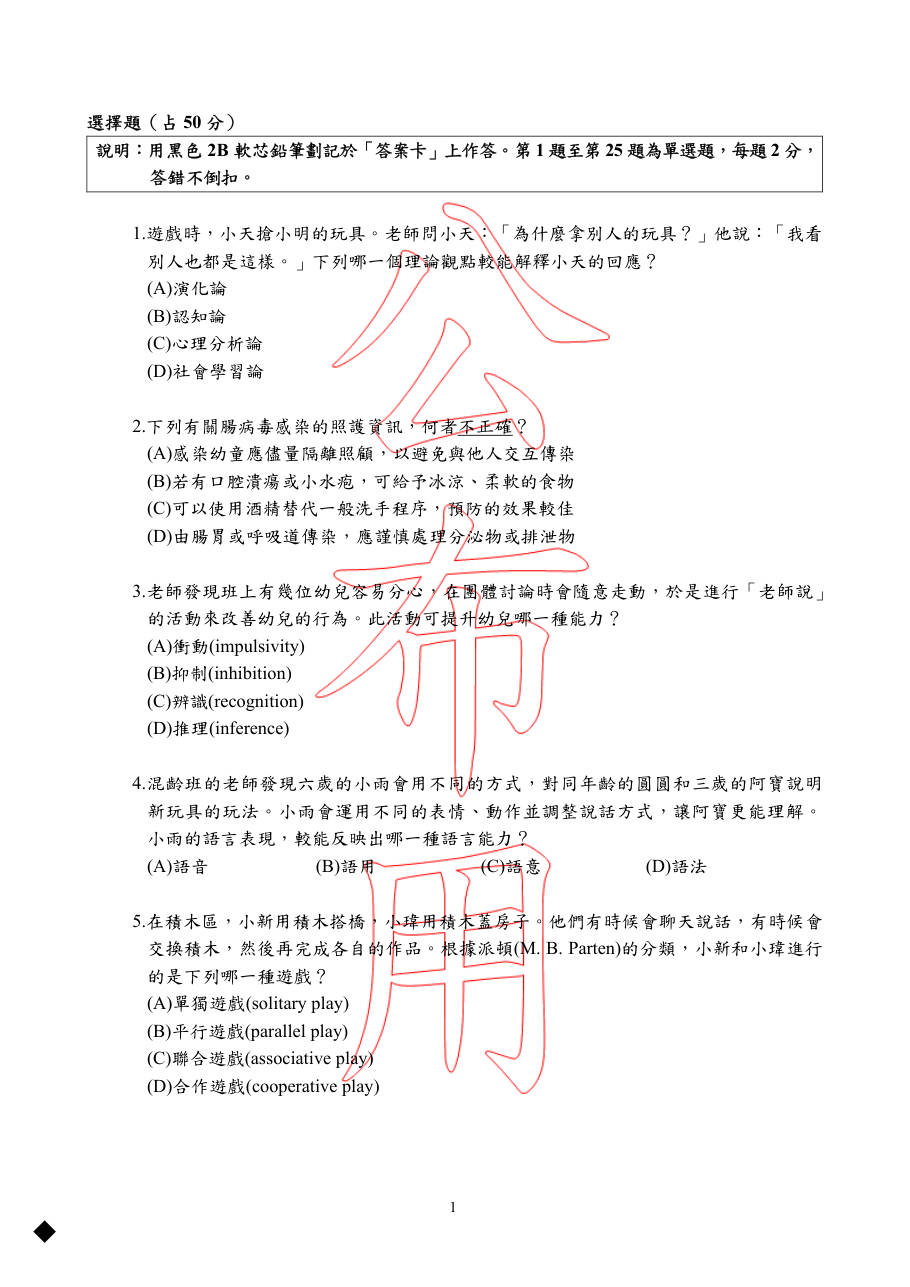 選擇題（占 50 分）
說明：用黑色 2B 軟芯鉛筆劃記於「答案卡」上作答。第 1 題至第 25 題為單選題，每題 2 分，
答錯不倒扣。
1.遊戲時，小天搶小明的玩具。老師問小天：「為什麼拿別人的玩具？」他說：「我看
別人也都是這樣。」下列哪一個理論觀點較能解釋小天的回應？
(A)演化論
(B)認知論
(C)心理分析論
(D)社會學習論
2.下列有關腸病毒感染的照護資訊，何者不正確？
(A)感染幼童應儘量隔離照顧，以避免與他人交互傳染
(B)若有口腔潰瘍或小水疱，可給予冰涼、柔軟的食物
(C)可以使用酒精替代一般洗手程序，預防的效果較佳
(D)由腸胃或呼吸道傳染，應謹慎處理分泌物或排泄物
3.老師發現班上有幾位幼兒容易分心，在團體討論時會隨意走動，於是進行「老師說」
的活動來改善幼兒的行為。此活動可提升幼兒哪一種能力？
(A)衝動(impulsivity)
(B)抑制(inhibition)
(C)辨識(recognition)
(D)推理(inference)
4.混齡班的老師發現六歲的小雨會用不同的方式，對同年齡的圓圓和三歲的阿寶說明
新玩具的玩法。小雨會運用不同的表情、動作並調整說話方式，讓阿寶更能理解。
小雨的語言表現，較能反映出哪一種語言能力？
(A)語音 (B)語用 (C)語意 (D)語法
5.在積木區，小新用積木搭橋，小瑋用積木蓋房子。他們有時候會聊天說話，有時候會
交換積木，然後再完成各自的作品。根據派頓(M. B. Parten)的分類，小新和小瑋進行
的是下列哪一種遊戲？
(A)單獨遊戲(solitary play)
(B)平行遊戲(parallel play)
(C)聯合遊戲(associative play)
(D)合作遊戲(cooperative play)
公布用
1